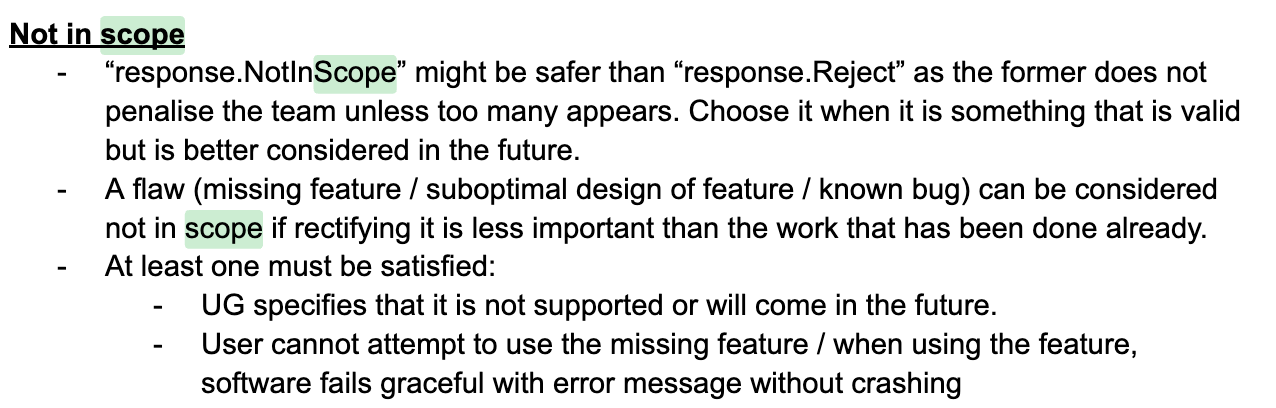 Not in scope
- “response.NotInScope” might be safer than “response.Reject” as the former does not
penalise the team unless too many appears. Choose it when it is something that is valid
but is better considered in the future.
- A flaw (missing feature / suboptimal design of feature / known bug) can be considered
not in scope if rectifying it is less important than the work that has been done already.
- At least one must be satisfied:
- UG specifies that it is not supported or will come in the future.
- User cannot attempt to use the missing feature / when using the feature,
software fails graceful with error message without crashing